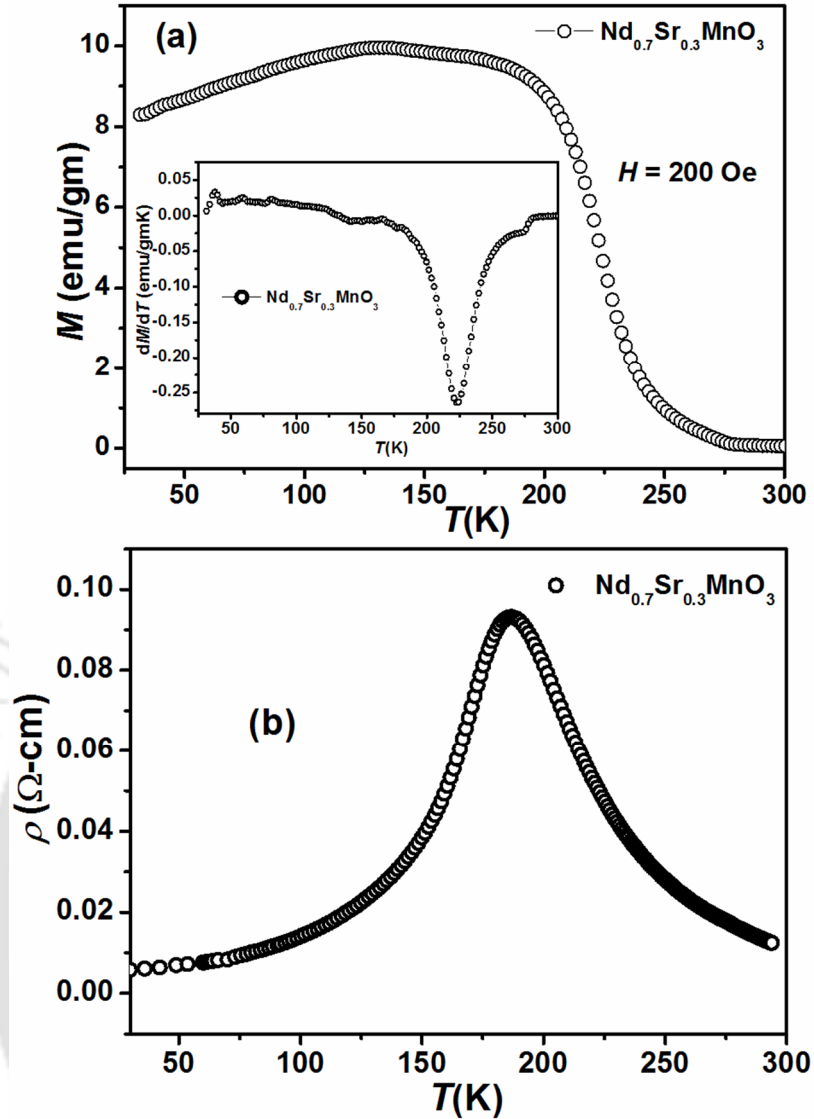 (a)
Nd0.7Sr0.3MnO3
H = 200 Oe
M (emu/gm)
10
8
6
4
2
0
dM/dT (emu/gmK)
0.05
0.00
-0.05
-0.10
-0.15
-0.20
-0.25
Nd0.7Sr0.3MnO3
50 100 150 200 250 300
T(K)
50 100 150 200 250 300
T(K)
Nd0.7Sr0.3MnO3
(b)
ρ (Ω-cm)
0.10
0.08
0.06
0.04
0.02
0.00
50 100 150 200 250 300
T(K)